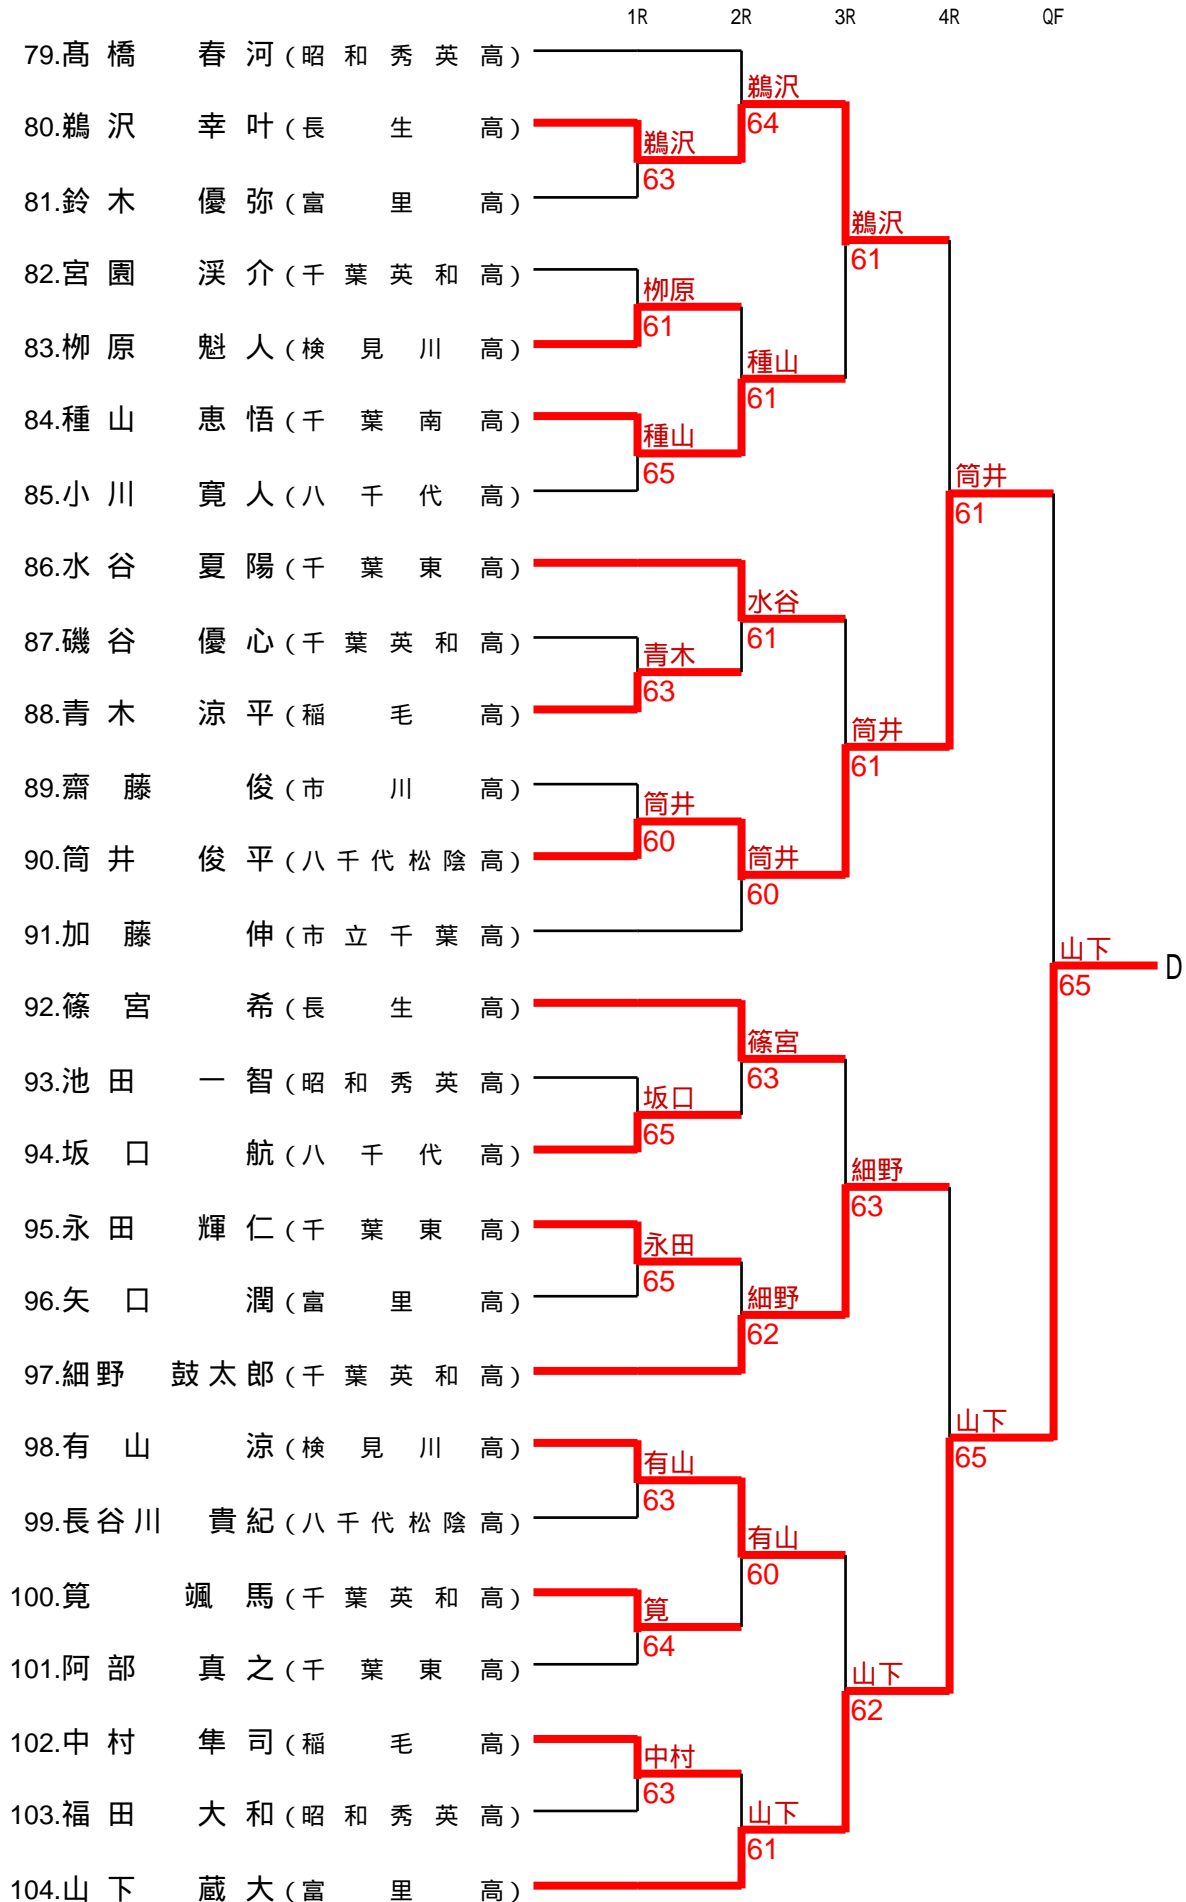 1R 2R 3R 4R QF
79.髙橋 春河(昭和秀英高)
鵜沢
64
80.鵜沢 幸叶(長生高)
鵜沢
63
81.鈴木 優弥(富里高)
鵜沢
61
82.宮園 渓介(千葉英和高)
栁原
61
83.栁原 魁人(検見川高)
種山
61
84.種山 恵悟(千葉南高)
種山
65
85.小川 寛人(八千代高)
筒井
61
86.水谷 夏陽(千葉東高)
水谷
61
87.磯谷 優心(千葉英和高)
青木
63
88.青木 涼平(稲毛高)
筒井
61
89.齋藤 俊(市川高)
筒井
60
90.筒井 俊平(八千代松陰高)
筒井
60
91.加藤 伸(市立千葉高)
山下
65
D
92.篠宮 希(長生高)
篠宮
63
93.池田 一智(昭和秀英高)
坂口
65
94.坂口 航(八千代高)
細野
63
95.永田 輝仁(千葉東高)
永田
65
96.矢口 潤(富里高)
細野
62
97.細野 鼓太郎(千葉英和高)
山下
65
98.有山 涼(検見川高)
有山
63
99.長谷川 貴紀(八千代松陰高)
有山
60
100.筧 颯馬(千葉英和高)
筧
64
101.阿部 真之(千葉東高)
山下
62
102.中村 隼司(稲毛高)
中村
63
103.福田 大和(昭和秀英高)
山下
61
104.山下 蔵大(富里高)